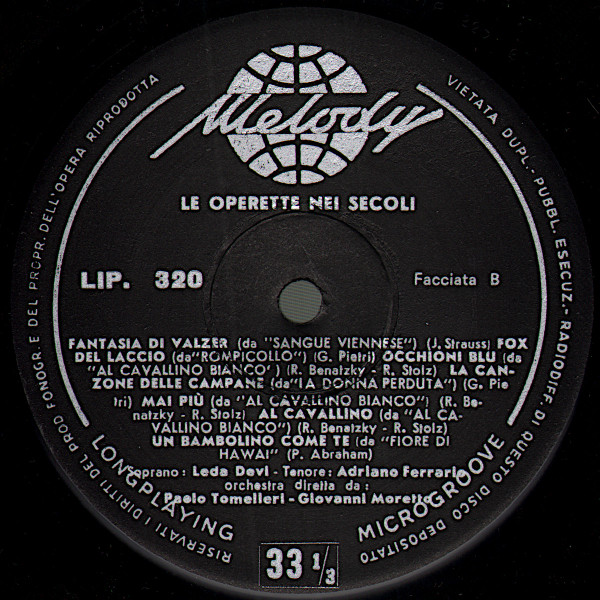 Melody
LE OPERETTE NEI SECOLI
LIP. 320
Facciata B
FANTASIA DI VALZER (da "SANGUE VIENNESE") (J. Strauss) FOX
DEL LACCIO (da "ROMPICOLLO") (G. Pietri) OCCHIONI BLU (da
"AL CAVALLINO BIANCO") (R. Benatzky - R. Stolz) LA CAN-
ZONE DELLE CAMPANE (da "LA DONNA PERDUTA") (G. Pie
tri) MAI PIÙ (da "AL CAVALLINO BIANCO") (R. Be-
natzky - R. Stolz) AL CAVALLINO (da "AL CA-
VALLINO BIANCO") (R. Benatzky - R. Stolz)
UN BAMBOLINO COME TE (da "FIORE DI
HAWAI" (P. Abraham)
Soprano: Leda Devi - Tenore: Adriano Ferrario
orchestra diretta da:
Paolo Tomelleri - Giovanni Moretto
LONGPLAYING
MICROGROOVE
33 1/3
RISERVATI I DIRITTI DEL PROD FONOGR. E DEL PROPR. DELL'OPERA RIPRODOTTA
VIETATA DUPL.- PUBBL. ESECUZ.- RADIODIFF. DI QUESTO DISCO DEPOSITATO